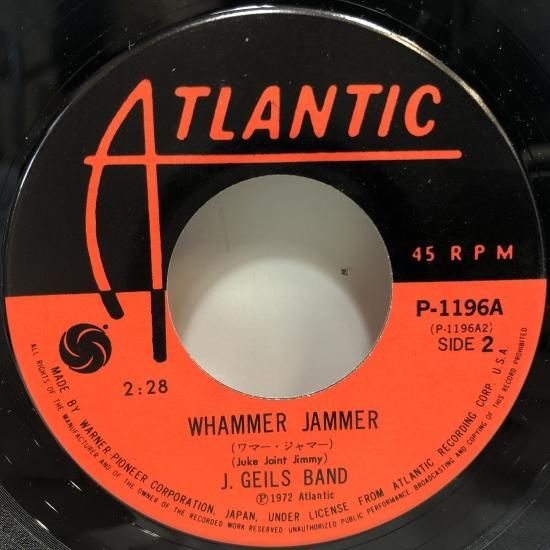 ATLANTIC
45 RPM
P-1196A
(P-1196A2)
SIDE 2
2:28
WHAMMER JAMMER
(ワマー・ジャマー)
(Juke Joint Jimmy)
J. GEILS BAND
Ⓟ1972 Atlantic
MADE BY WARNER-PIONEER CORPORATION, JAPAN, UNDER LICENSE FROM ATLANTIC RECORDING CORP. U.S.A.
ALL RIGHTS OF THE MANUFACTURER AND OF THE OWNER OF THE RECORDED WORK RESERVED UNAUTHORIZED PUBLIC PERFORMANCE BROADCASTING AND COPYING OF THIS RECORD PROHIBITED